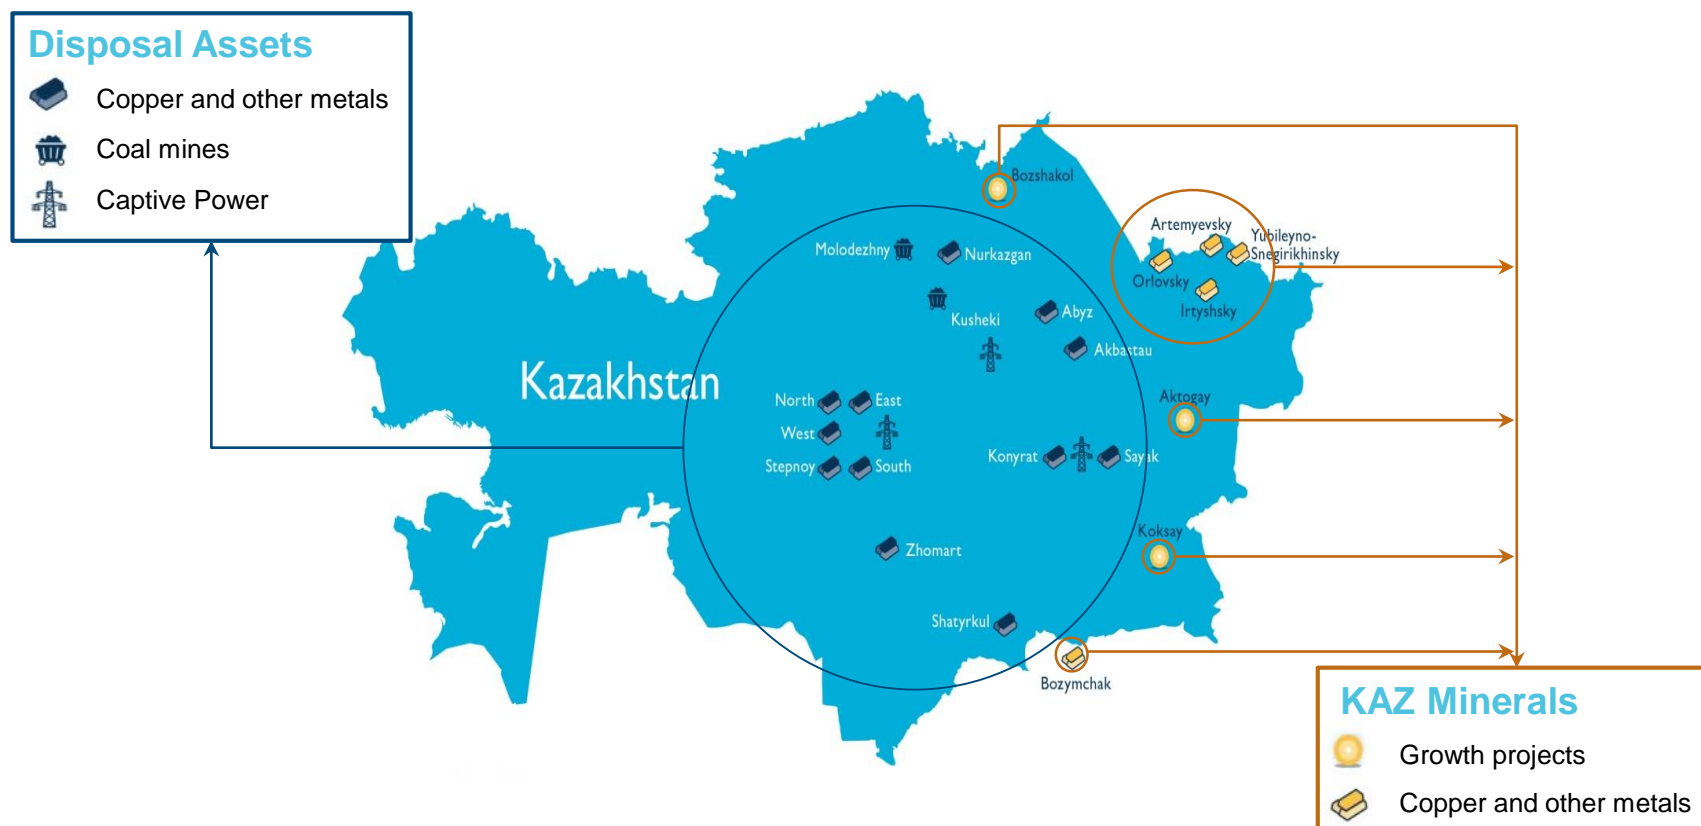 Disposal Assets
Copper and other metals
Coal mines
Captive Power
Bozshakol
Artemyevsky
Yubileyno-
Snegirikhinsky
Orlovsky
Irtyshsky
Molodezhny
Nurkazgan
Kusheki
Abyz
Akbastau
Kazakhstan
North
East
West
Stepnoy
South
Aktogay
Konyrat
Sayak
Koksay
Zhomart
Shatyrkul
Bozymchak
KAZ Minerals
Growth projects
Copper and other metals